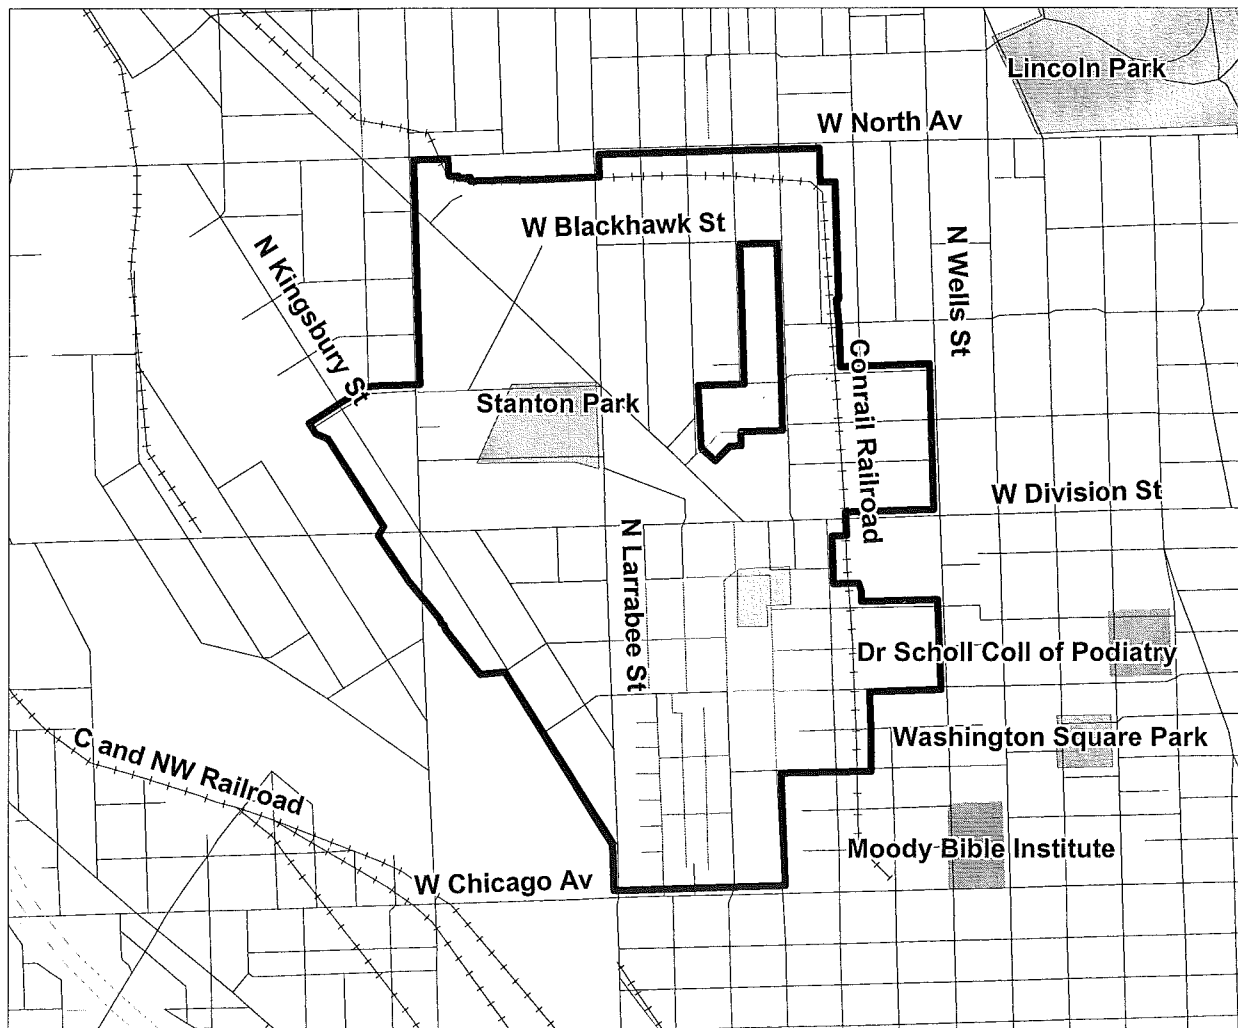 Lincoln Park
W North Av
W Blackhawk St
N Kingsbury St
N Wells St
Conrail Railroad
Stanton Park
W Division St
N Larrabee St
Dr Scholl Coll of Podiatry
Washington Square Park
C and NW Railroad
Moody Bible Institute
W Chicago Av